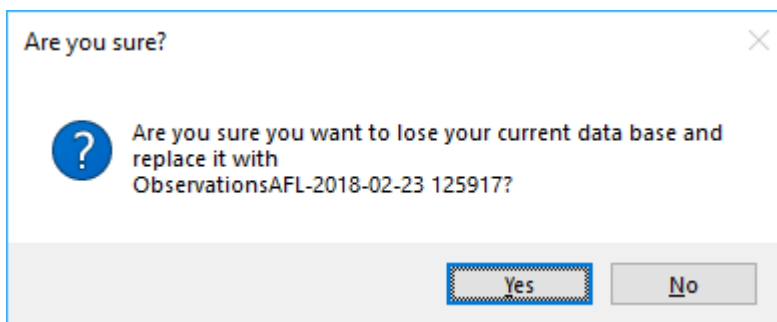 Are you sure?
?
Are you sure you want to lose your current data base and
replace it with
ObservationsAFL-2018-02-23 125917?
Yes
No